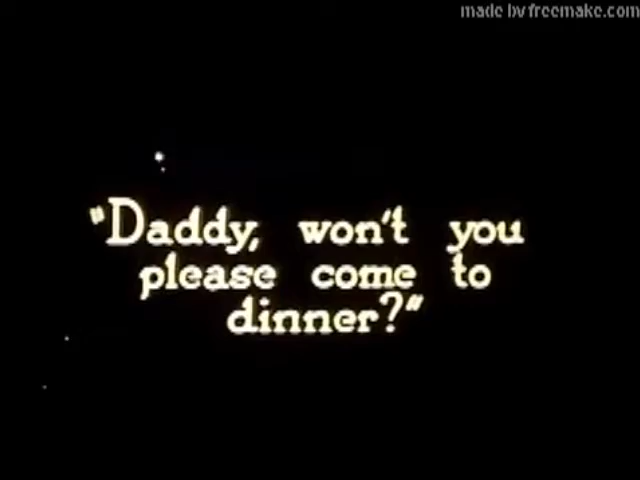 made by freemake.com
"Daddy, won't you
please come to
dinner?"